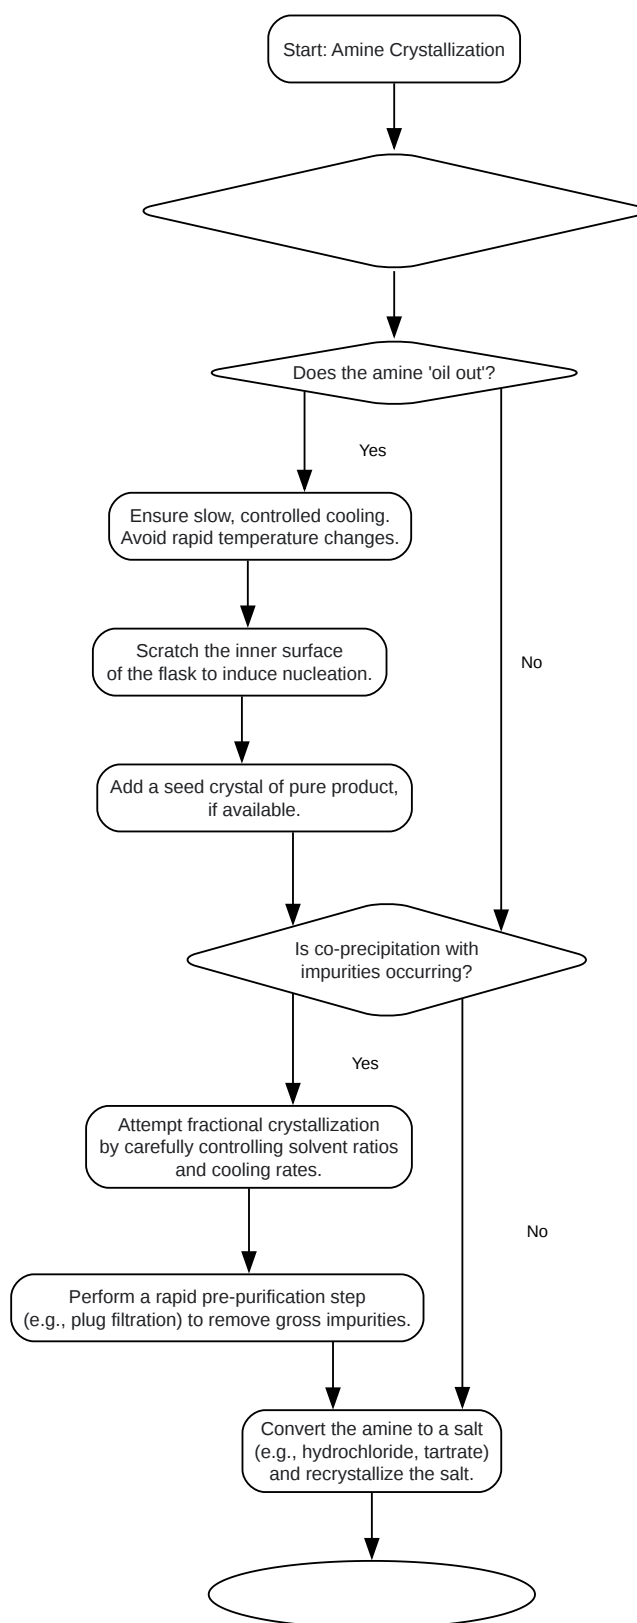 Start: Amine Crystallization
Does the amine 'oil out'?
Yes
Ensure slow, controlled cooling.
Avoid rapid temperature changes.
Scratch the inner surface
of the flask to induce nucleation.
No
Add a seed crystal of pure product,
if available.
Is co-precipitation with
impurities occurring?
Yes
Attempt fractional crystallization
by carefully controlling solvent ratios
and cooling rates.
No
Perform a rapid pre-purification step
(e.g., plug filtration) to remove gross impurities.
Convert the amine to a salt
(e.g., hydrochloride, tartrate)
and recrystallize the salt.